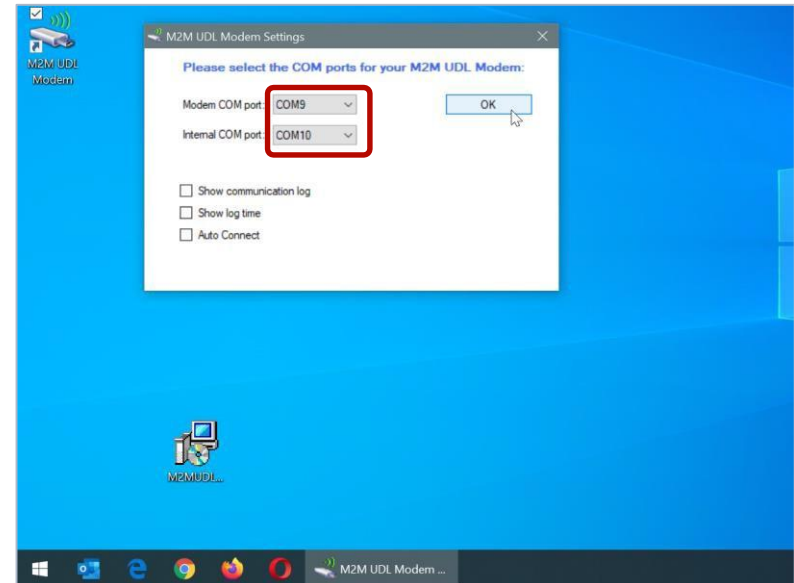 M2M UDL
Modem
M2M UDL Modem Settings
Please select the COM ports for your M2M UDL Modem:
Modem COM port: COM9
OK
Internal COM port: COM10
Show communication log
Show log time
Auto Connect
M2MUDL...
M2M UDL Modem ...